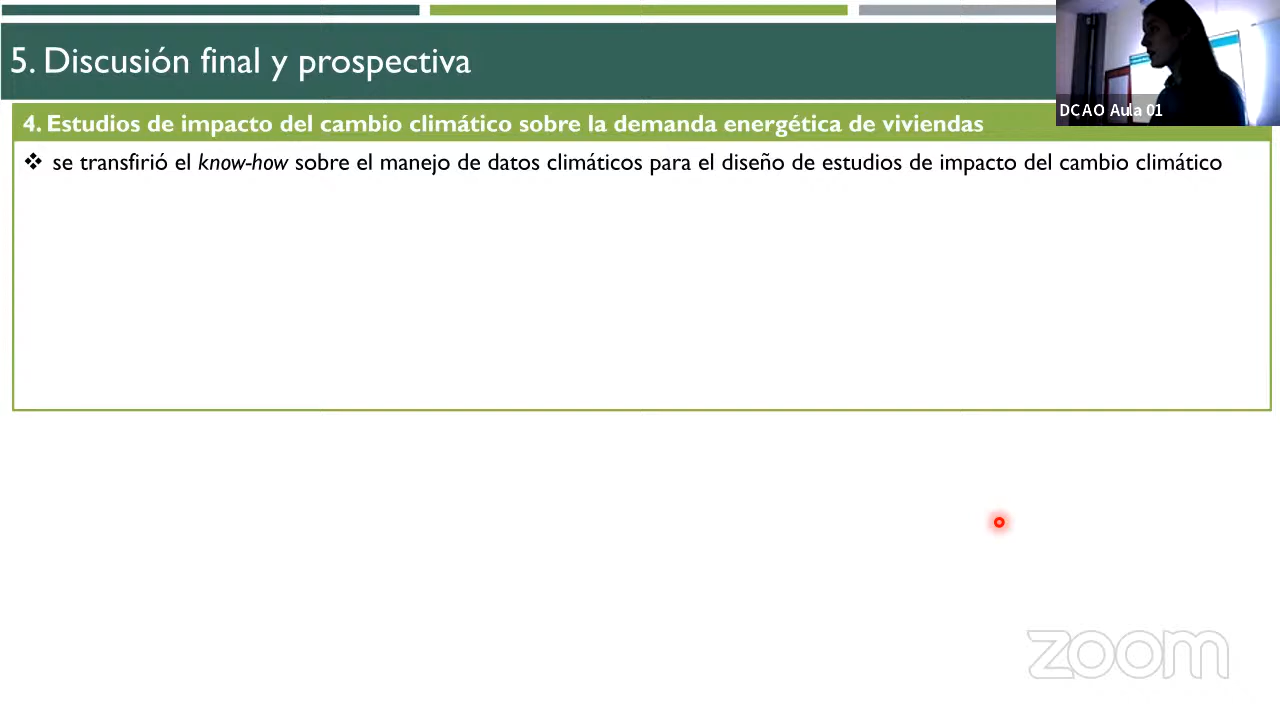 5. Discusión final y prospectiva
DCAO Aula 01
4. Estudios de impacto del cambio climático sobre la demanda energética de viviendas
❖ se transfirió el know-how sobre el manejo de datos climáticos para el diseño de estudios de impacto del cambio climático
zoom